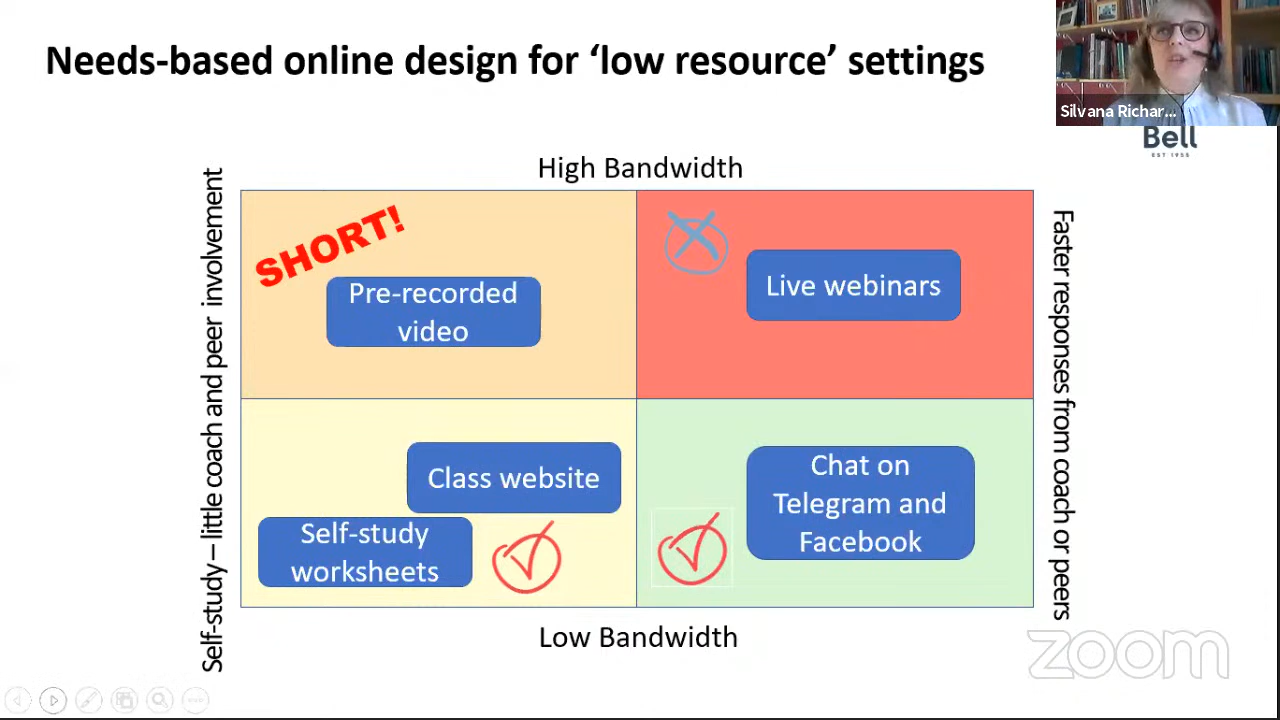 Needs-based online design for ‘low resource’ settings
Silvana Richar...
Bell
EST 1955
High Bandwidth
Self-study – little coach and peer involvement
Faster responses from coach or peers
SHORT!
Pre-recorded
video
Live webinars
Class website
Self-study
worksheets
Chat on
Telegram and
Facebook
Low Bandwidth
zoom